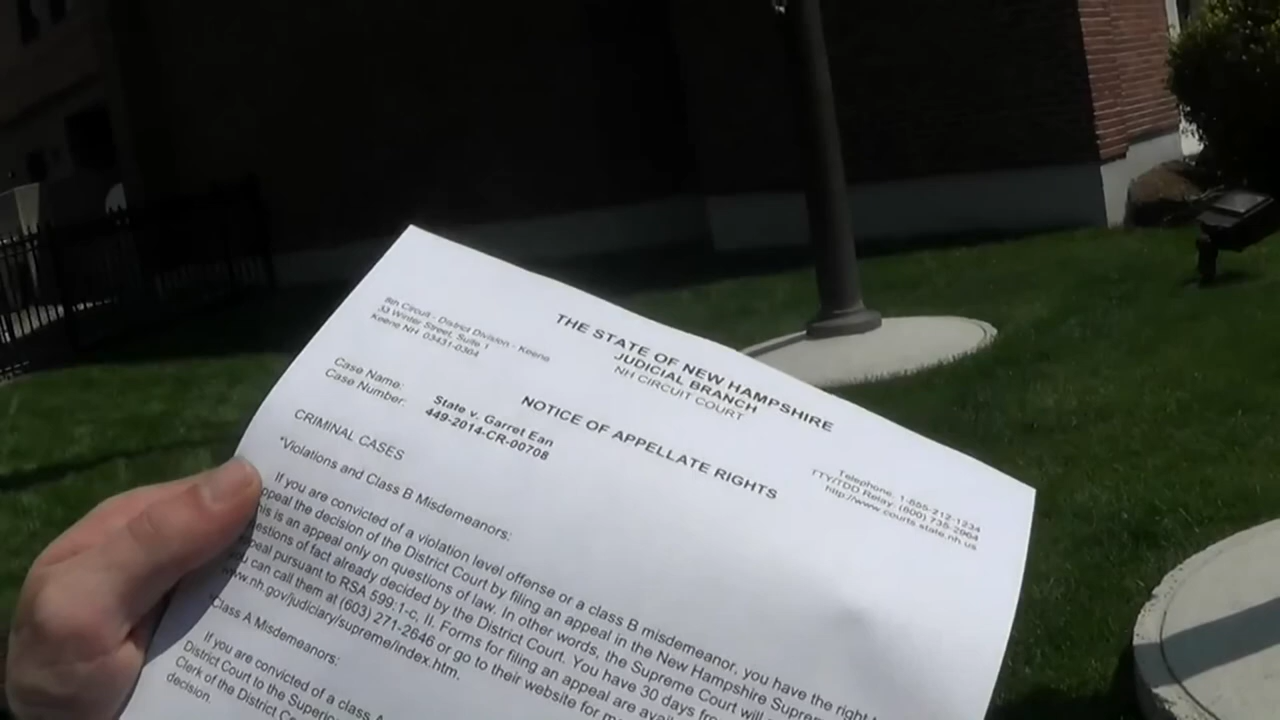 THE STATE OF NEW HAMPSHIRE
JUDICIAL BRANCH
NH CIRCUIT COURT
8th Circuit - District Division - Keene
33 Winter Street, Suite 1
Keene NH 03431-0304
Telephone: 1-855-212-1234
TTY/TDD Relay: (800) 735-2964
http://www.courts.state.nh.us
NOTICE OF APPELLATE RIGHTS
Case Name: State v. Garret Ean
Case Number: 449-2014-CR-00708
CRIMINAL CASES
*Violations and Class B Misdemeanors:
If you are convicted of a violation level offense or a class B misdemeanor, you have the right
appeal the decision of the District Court by filing an appeal in the New Hampshire
This is an appeal only on questions of law. In other words, the Supreme Court will
questions of fact already decided by the District Court. You have 30 days
appeal pursuant to RSA 599:1-c, II. Forms for filing an appeal are
you can call them at (603) 271-2646 or go to their website for
www.nh.gov/judiciary/supreme/index.htm.
*Class A Misdemeanors:
If you are convicted of a class A
District Court to the
Clerk of the District
decision.